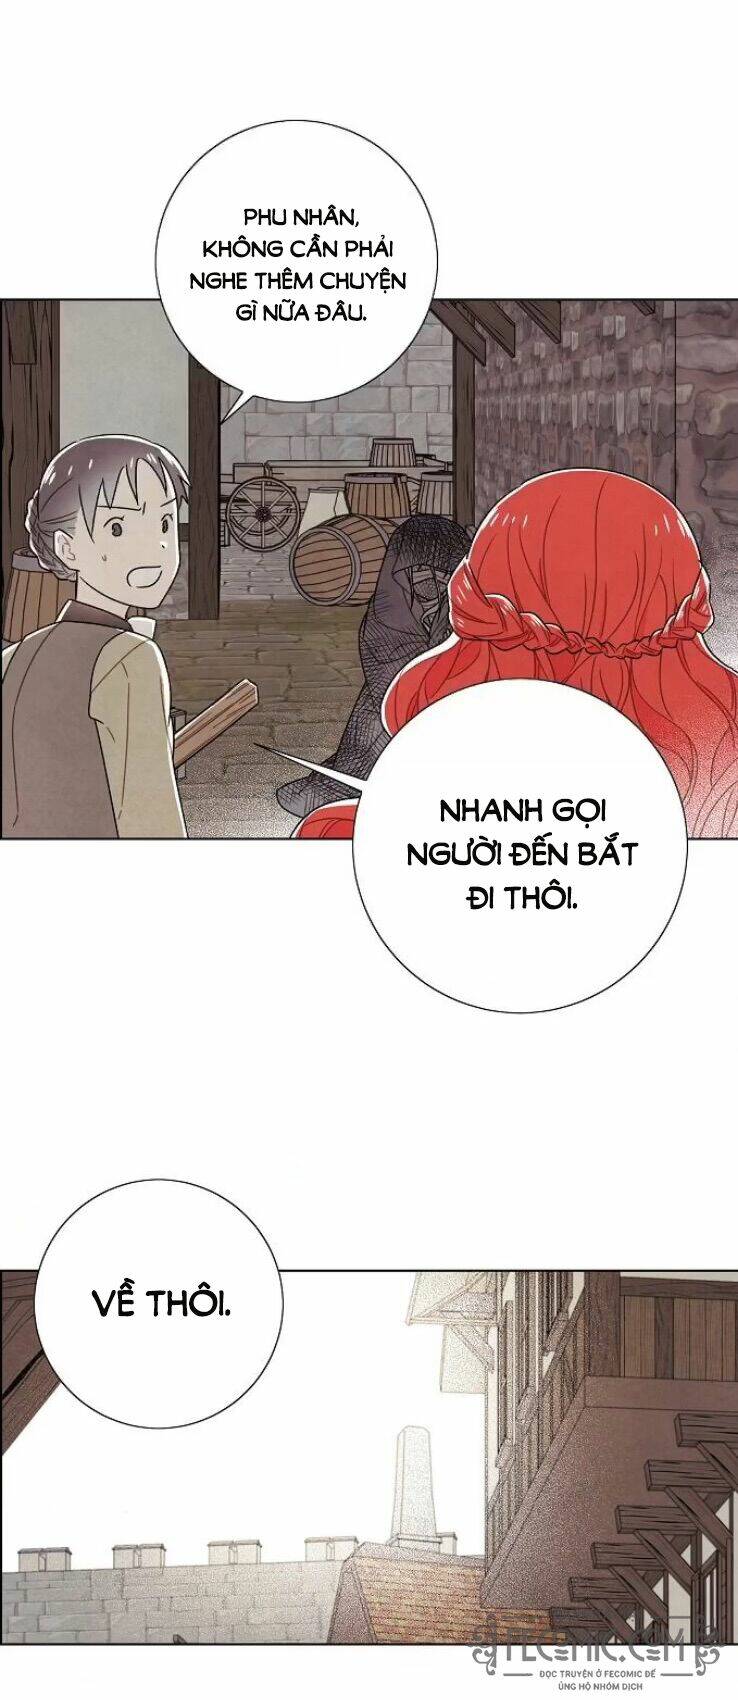 PHU NHÂN,
KHÔNG CẦN PHẢI
NGHE THÊM CHUYỆN
GÌ NỮA ĐÂU.
NHANH GỌI
NGƯỜI ĐẾN BẮT
ĐI THÔI.
VỀ THÔI.
FECOMIC.COM
ĐỌC TRUYỆN Ở FECOMIC ĐỂ
ỦNG HỘ NHÓM DỊCH